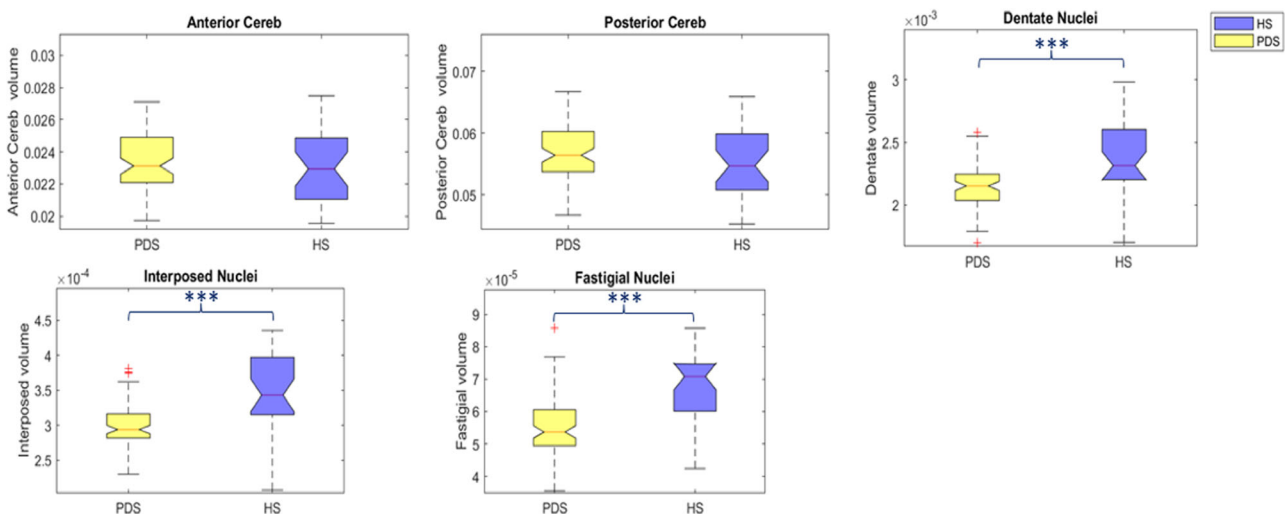 Anterior Cereb
Anterior Cereb volume
0.03
0.028
0.026
0.024
0.022
0.02
PDS
HS
Posterior Cereb
Posterior Cereb volume
0.07
0.06
0.05
PDS
HS
Dentate Nuclei
×10-3
Dentate volume
3
2.5
2
***
PDS
HS
HS
PDS
Interposed Nuclei
×10-4
Interposed volume
4.5
4
3.5
3
2.5
***
PDS
HS
Fastigial Nuclei
×10-5
Fastigial volume
9
8
7
6
5
4
***
PDS
HS